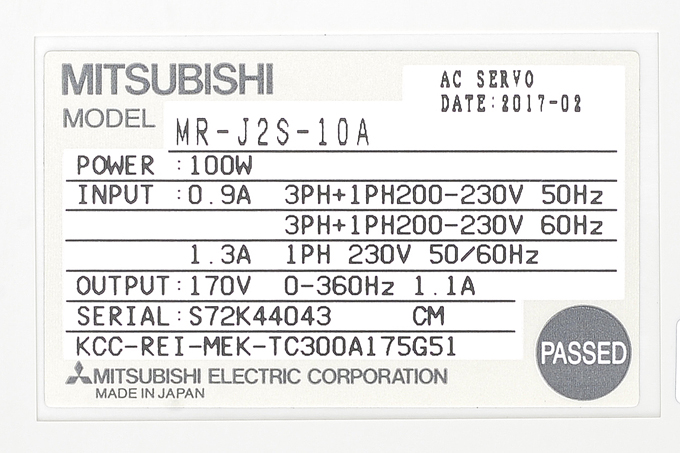 MITSUBISHI
AC SERVO
DATE:2017-02
MODEL MR-J2S-10A
POWER :100W
INPUT :0.9A 3PH+1PH200-230V 50Hz
3PH+1PH200-230V 60Hz
1.3A 1PH 230V 50/60Hz
OUTPUT:170V 0-360Hz 1.1A
SERIAL:S72K44043 CM
KCC-REI-MEK-TC300A175G51
PASSED
MITSUBISHI ELECTRIC CORPORATION
MADE IN JAPAN